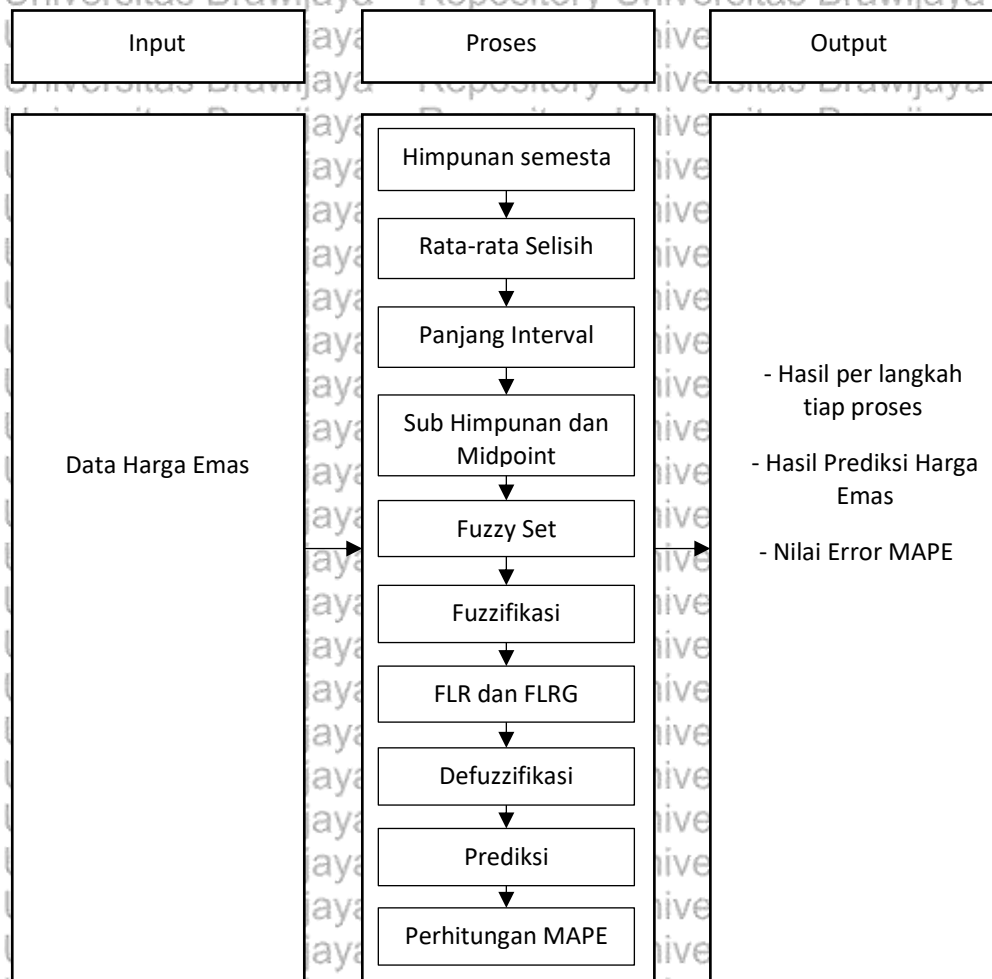 Input
Proses
Output
Data Harga Emas
Himpunan semesta
Rata-rata Selisih
Panjang Interval
Sub Himpunan dan
Midpoint
Fuzzy Set
Fuzzifikasi
FLR dan FLRG
Defuzzifikasi
Prediksi
Perhitungan MAPE
- Hasil per langkah
tiap proses
- Hasil Prediksi Harga
Emas
- Nilai Error MAPE